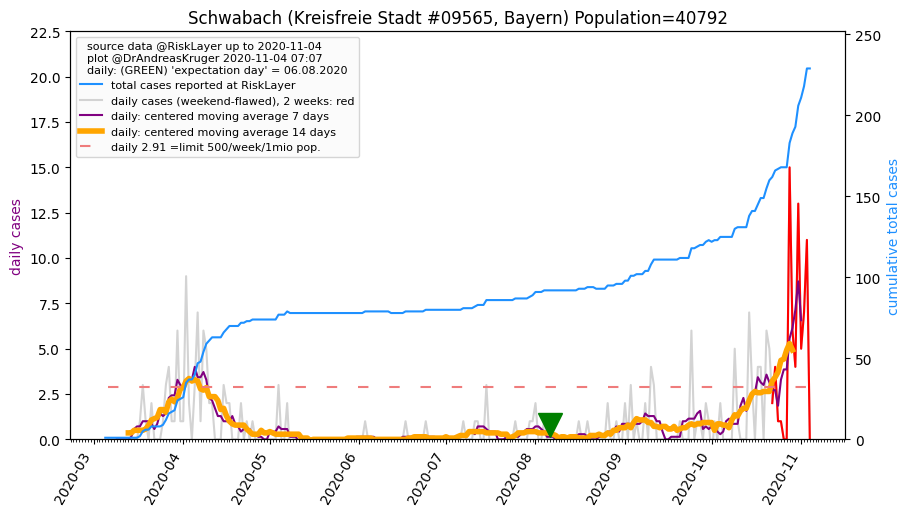 Schwabach (Kreisfreie Stadt #09565, Bayern) Population=40792
source data @RiskLayer up to 2020-11-04
plot @DrAndreasKruger 2020-11-04 07:07
daily: (GREEN) 'expectation day' = 06.08.2020
total cases reported at RiskLayer
daily cases (weekend-flawed), 2 weeks: red
daily: centered moving average 7 days
daily: centered moving average 14 days
daily 2.91 =limit 500/week/1mio pop.
daily cases
22.5
20.0
17.5
15.0
12.5
10.0
7.5
5.0
2.5
0.0
250
200
150
100
50
0
cumulative total cases
2020-03
2020-04
2020-05
2020-06
2020-07
2020-08
2020-09
2020-10
2020-11